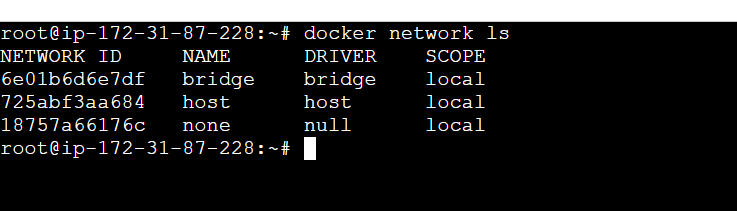 root@ip-172-31-87-228:~# docker network ls
NETWORK ID     NAME      DRIVER    SCOPE
6e01b6d6e7df   bridge    bridge    local
725abf3aa684   host      host      local
18757a66176c   none      null      local
root@ip-172-31-87-228:~#